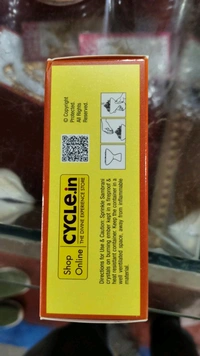 Shop
Online
CYCLE.in
THE DIVINE EXPERIENCE STORE
© Copyright
Protected.
All Rights
Reserved.
Directions for Use & Caution: Sprinkle Sambrani
crystals on burning ember kept in a fireproof &
heat resistant container. Keep the container in a
well ventilated space, away from inflammable
material.